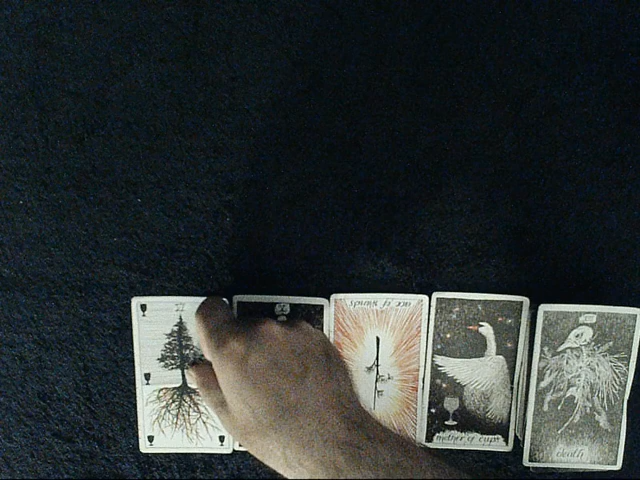 ace of wands
mother of cups
death